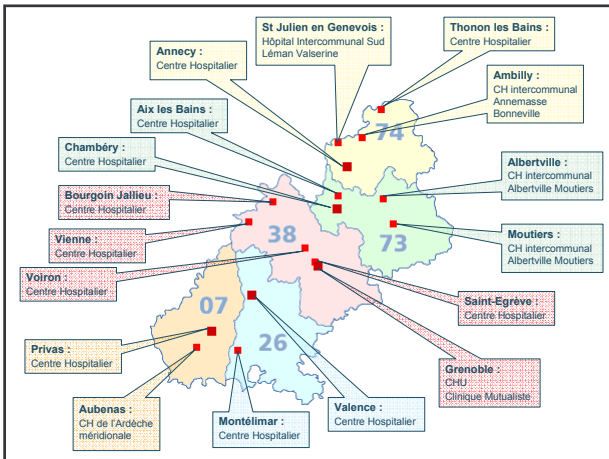 St Julien en Genevois :
Hôpital Intercommunal Sud
Léman Valserine
Thonon les Bains :
Centre Hospitalier
Annecy :
Centre Hospitalier
Ambilly :
CH intercommunal
Annemasse
Bonneville
Aix les Bains :
Centre Hospitalier
74
Chambéry :
Centre Hospitalier
Albertville :
CH intercommunal
Albertville Moutiers
Bourgoin Jallieu :
Centre Hospitalier
Vienne :
Centre Hospitalier
38
73
Moutiers :
CH intercommunal
Albertville Moutiers
Voiron :
Centre Hospitalier
Saint-Egrève :
Centre Hospitalier
07
26
Privas :
Centre Hospitalier
Grenoble :
CHU
Clinique Mutualiste
Aubenas :
CH de l'Ardèche
méridionale
Montélimar :
Centre Hospitalier
Valence :
Centre Hospitalier